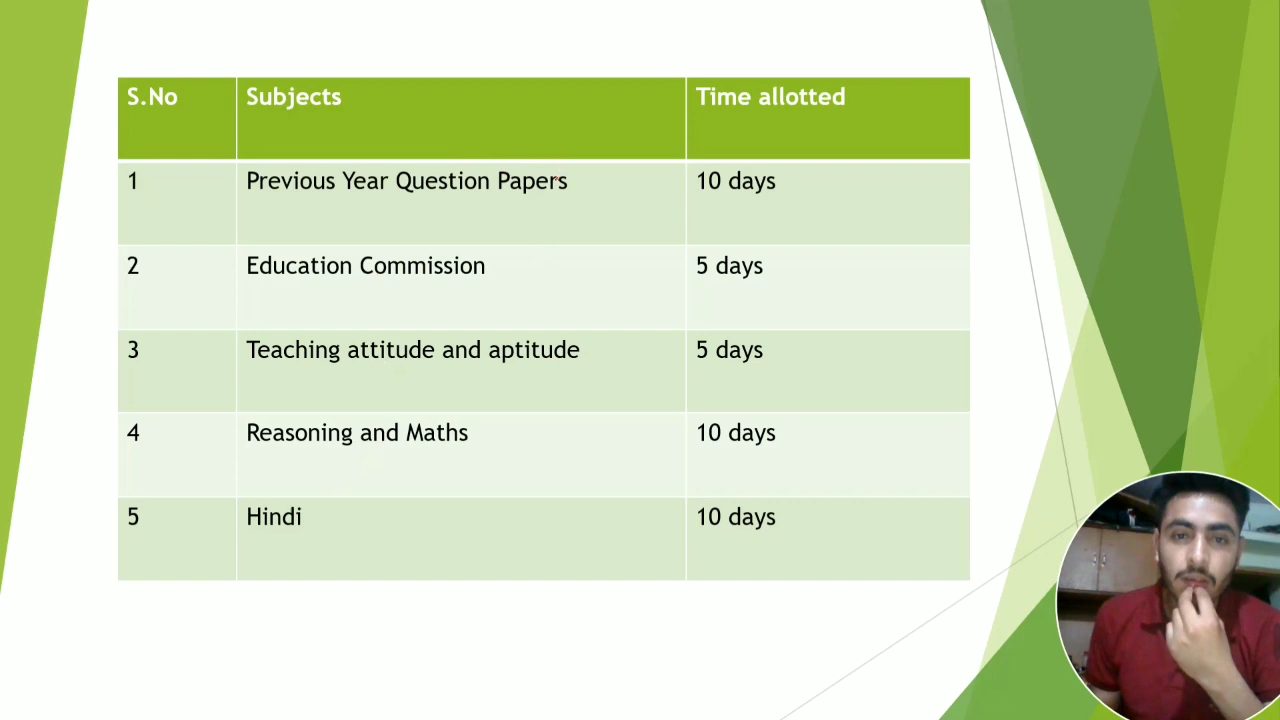 S.No Subjects Time allotted
1 Previous Year Question Papers 10 days
2 Education Commission 5 days
3 Teaching attitude and aptitude 5 days
4 Reasoning and Maths 10 days
5 Hindi 10 days